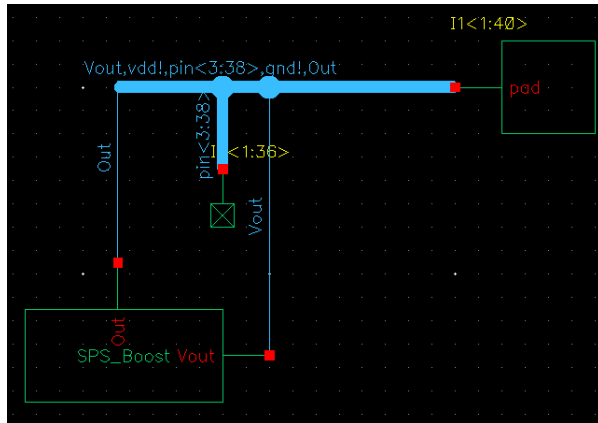 I1<1:40>
Vout,vdd!,pin<3:38>,gnd!,Out
pad
pin<3:38>
<1:36>
Out
Vout
Out
SPS_Boost Vout